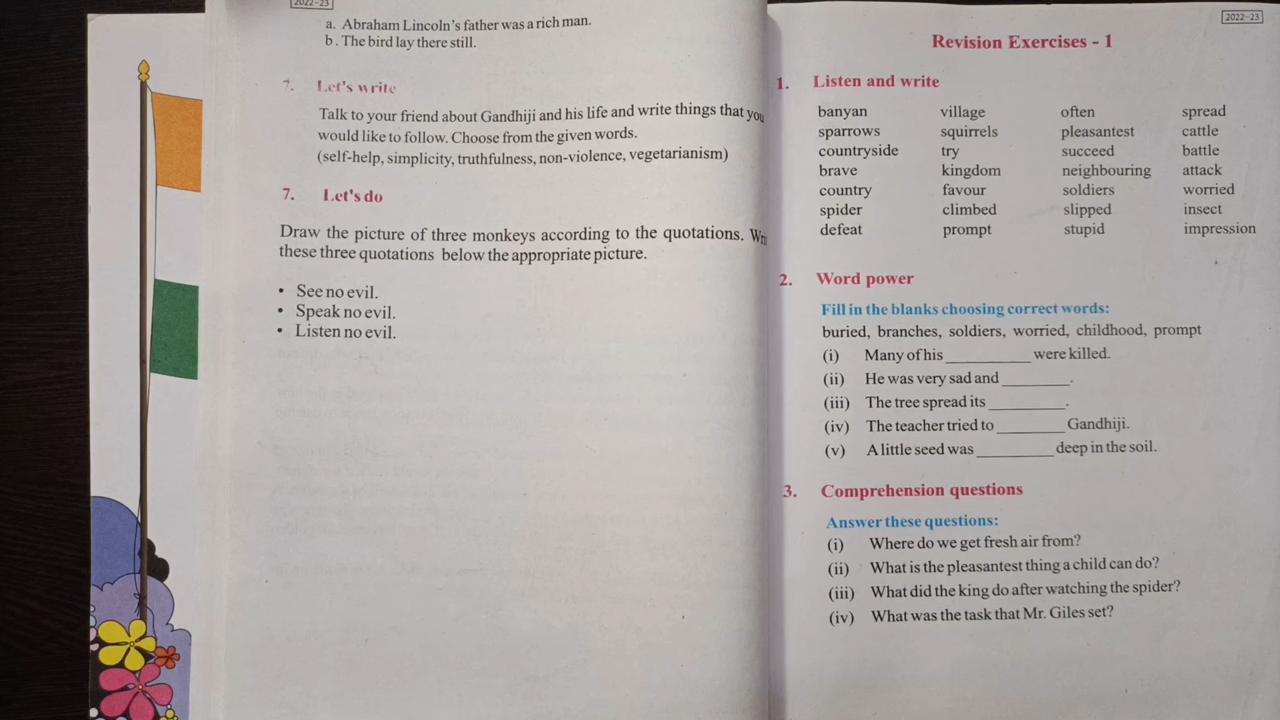 2022-23
a. Abraham Lincoln's father was a rich man.
b. The bird lay there still.
7. Let's write
Talk to your friend about Gandhiji and his life and write things that you
would like to follow. Choose from the given words.
(self-help, simplicity, truthfulness, non-violence, vegetarianism)
7. Let's do
Draw the picture of three monkeys according to the quotations.
these three quotations below the appropriate picture.
• See no evil.
• Speak no evil.
• Listen no evil.
2022-23
Revision Exercises - 1
1. Listen and write
banyan village often spread
sparrows squirrels pleasantest cattle
countryside try succeed battle
brave kingdom neighbouring attack
country favour soldiers worried
spider climbed slipped insect
defeat prompt stupid impression
2. Word power
Fill in the blanks choosing correct words:
buried, branches, soldiers, worried, childhood, prompt
(i) Many of his __________ were killed.
(ii) He was very sad and ________.
(iii) The tree spread its _________.
(iv) The teacher tried to ________ Gandhiji.
(v) A little seed was _________ deep in the soil.
3. Comprehension questions
Answer these questions:
(i) Where do we get fresh air from?
(ii) What is the pleasantest thing a child can do?
(iii) What did the king do after watching the spider?
(iv) What was the task that Mr. Giles set?